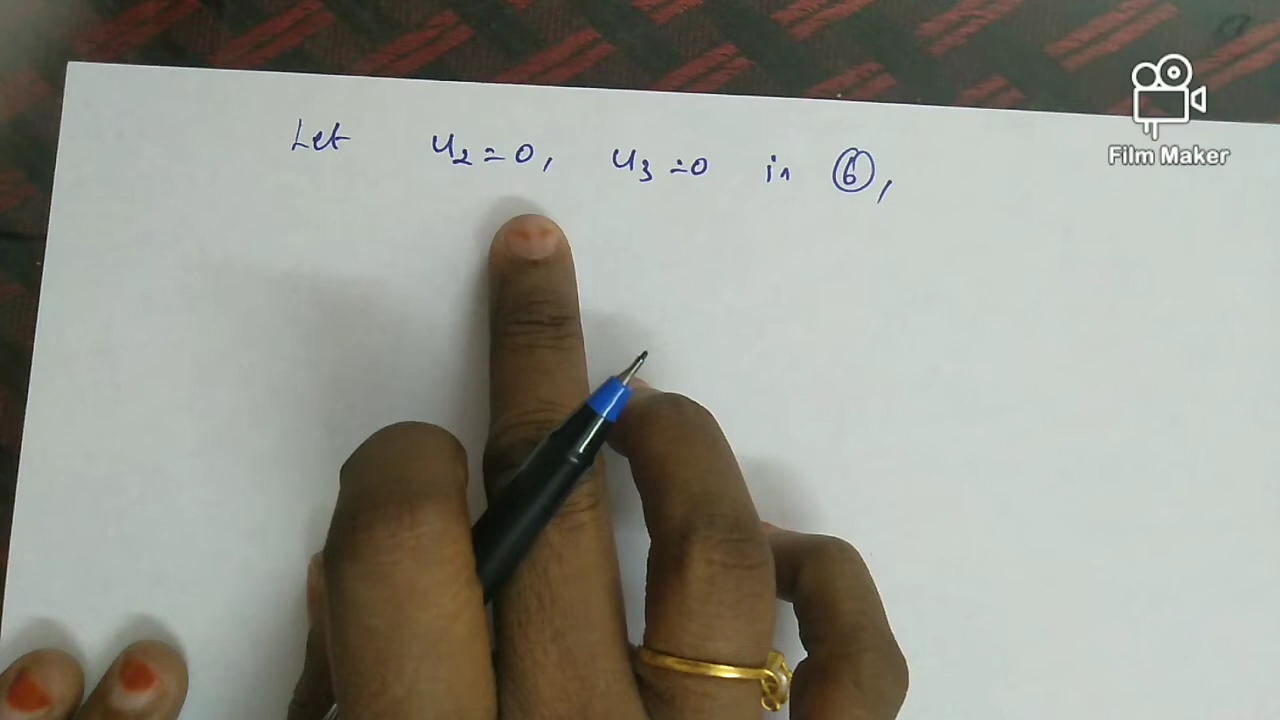 Let u₂=0, u₃=0 in ⑥,
Film Maker